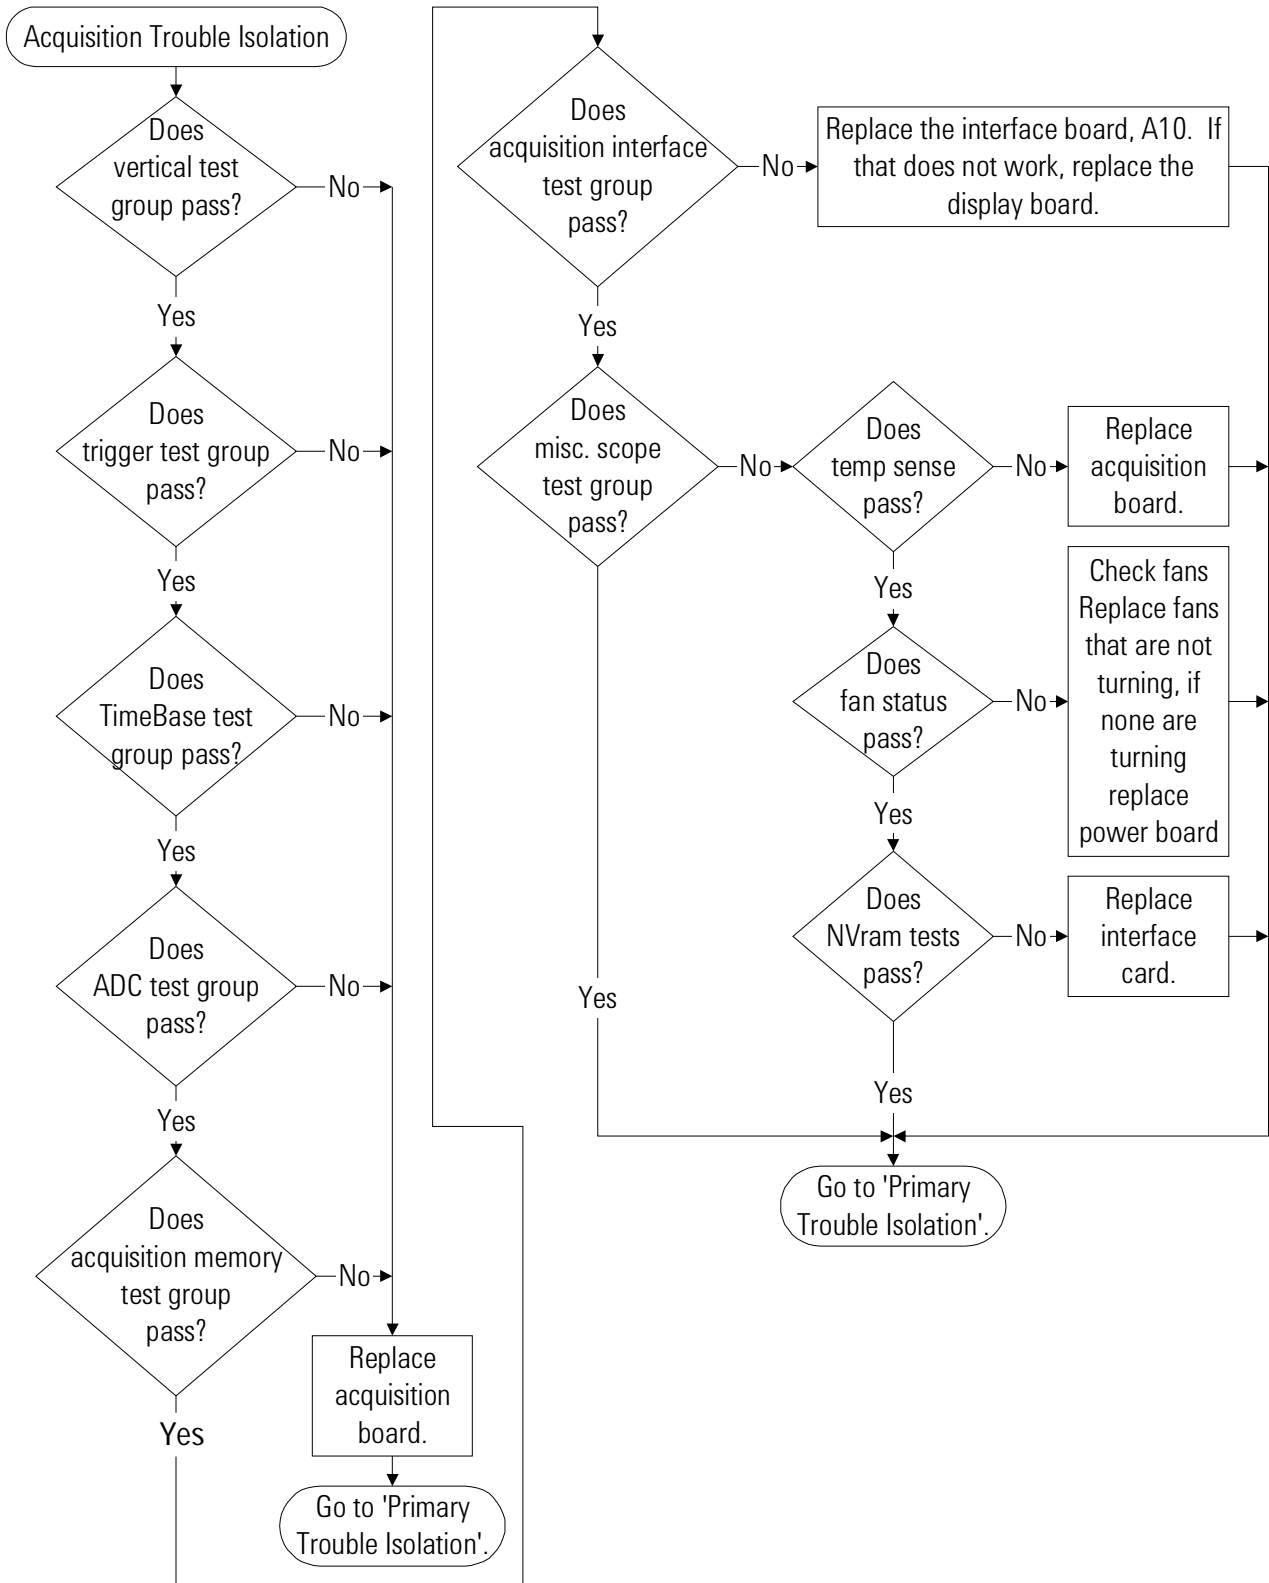 Acquisition Trouble Isolation
Does
vertical test
group pass?
No
Yes
Does
trigger test group
pass?
No
Yes
Does
TimeBase test
group pass?
No
Yes
Does
ADC test group
pass?
No
Yes
Does
acquisition memory
test group
pass?
No
Yes
Replace
acquisition
board.
Go to 'Primary
Trouble Isolation'.
Does
acquisition interface
test group
pass?
No
Replace the interface board, A10. If
that does not work, replace the
display board.
Yes
Does
misc. scope
test group
pass?
No
Does
temp sense
pass?
No
Replace
acquisition
board.
Yes
Does
fan status
pass?
No
Check fans
Replace fans
that are not
turning, if
none are
turning
replace
power board
Yes
Does
NVram tests
pass?
No
Replace
interface
card.
Yes
Yes
Go to 'Primary
Trouble Isolation'.